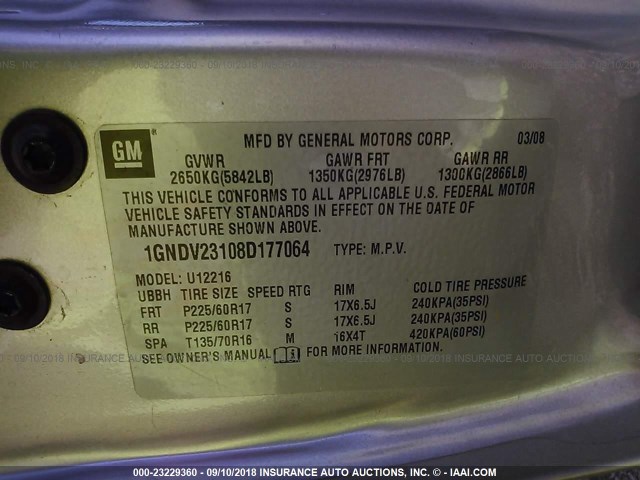 GM MFD BY GENERAL MOTORS CORP. 03/08
GVWR GAWR FRT GAWR RR
2650KG(5842LB) 1350KG(2976LB) 1300KG(2866LB)
THIS VEHICLE CONFORMS TO ALL APPLICABLE U.S. FEDERAL MOTOR
VEHICLE SAFETY STANDARDS IN EFFECT ON THE DATE OF
MANUFACTURE SHOWN ABOVE.
1GNDV23108D177064 TYPE: M.P.V.
MODEL: U12216
UBBH TIRE SIZE SPEED RTG RIM COLD TIRE PRESSURE
FRT P225/60R17 S 17X6.5J 240KPA(35PSI)
RR P225/60R17 S 17X6.5J 240KPA(35PSI)
SPA T135/70R16 M 16X4T 420KPA(60PSI)
SEE OWNER'S MANUAL FOR MORE INFORMATION.
000-23229360 - 09/10/2018 - INSURANCE AUTO AUCTIONS, INC. - © - IAAI.COM